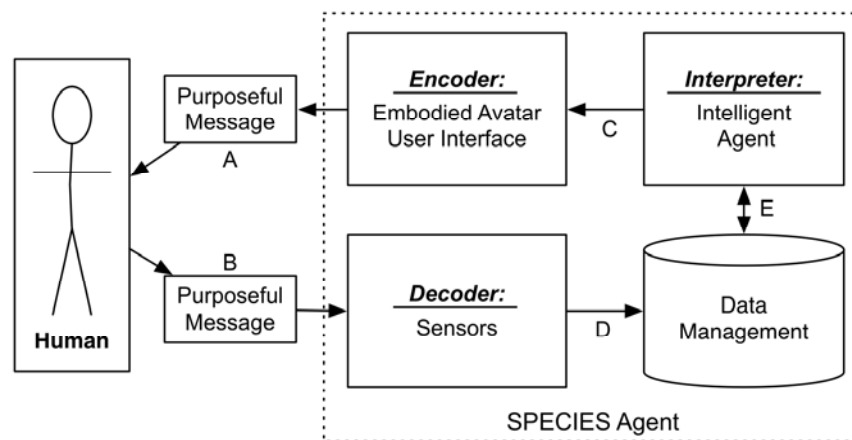 Encoder:
Embodied Avatar
User Interface
Interpreter:
Intelligent
Agent
Purposeful
Message
A
C
E
B
Purposeful
Message
Human
Decoder:
Sensors
D
Data
Management
SPECIES Agent